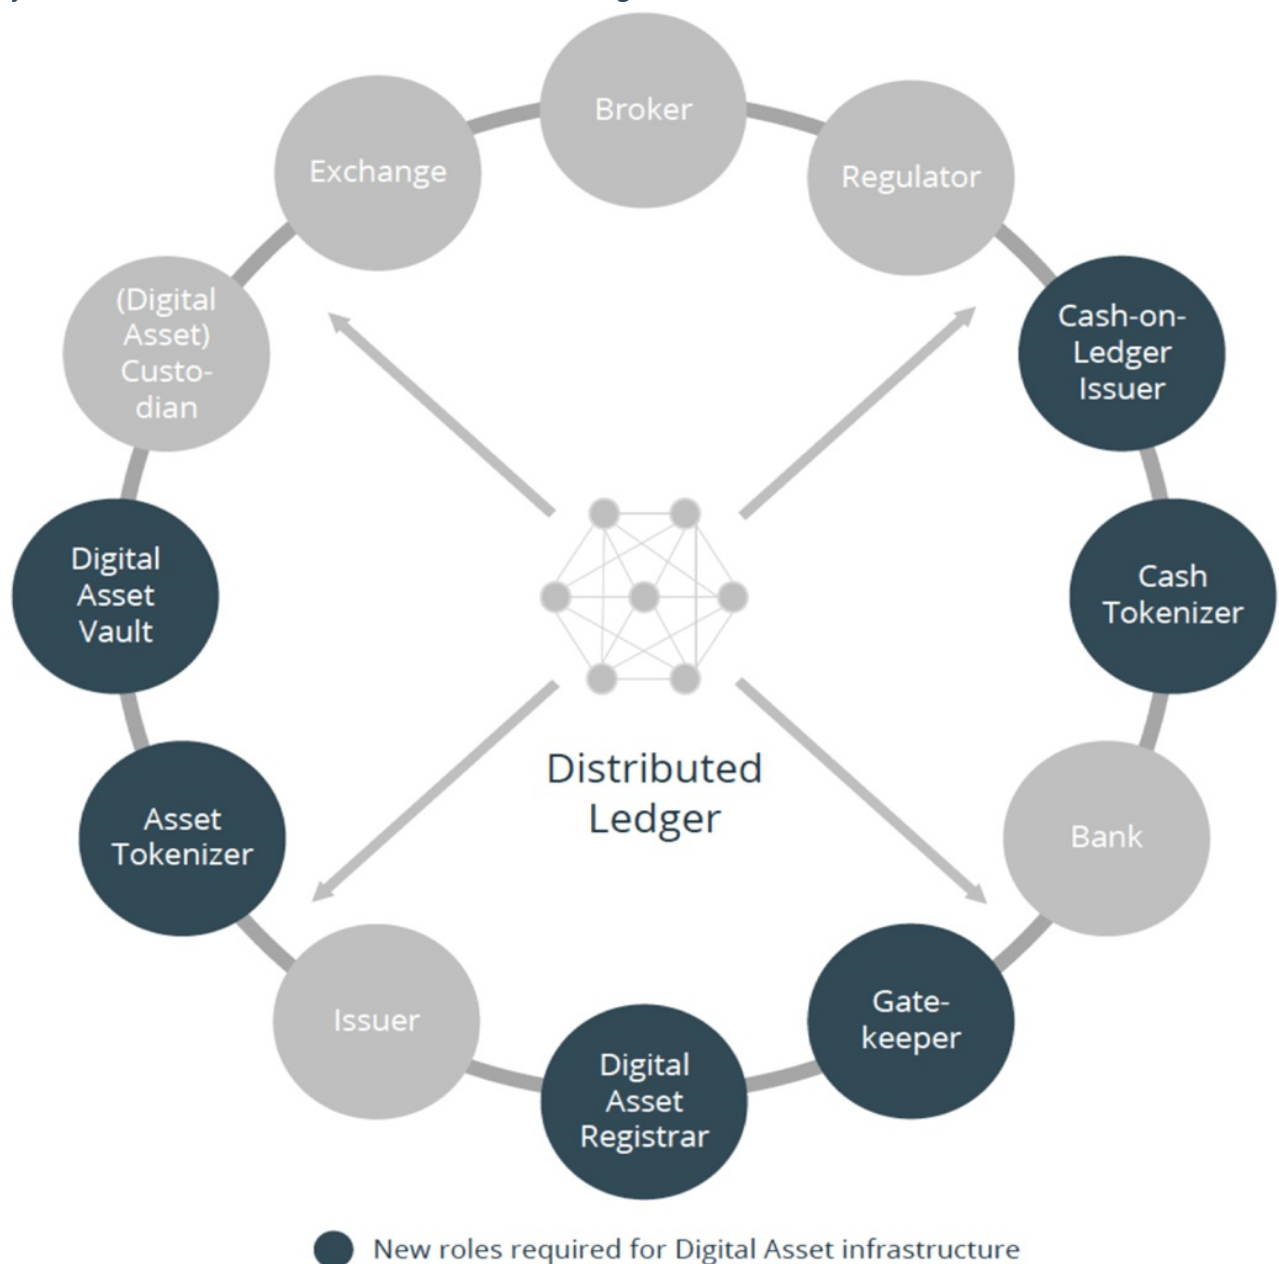 Broker
Exchange
Regulator
(Digital
Asset)
Custo-
dian
Cash-on-
Ledger
Issuer
Digital
Asset
Vault
Cash
Tokenizer
Distributed
Ledger
Asset
Tokenizer
Bank
Issuer
Gate-
keeper
Digital
Asset
Registrar
New roles required for Digital Asset infrastructure